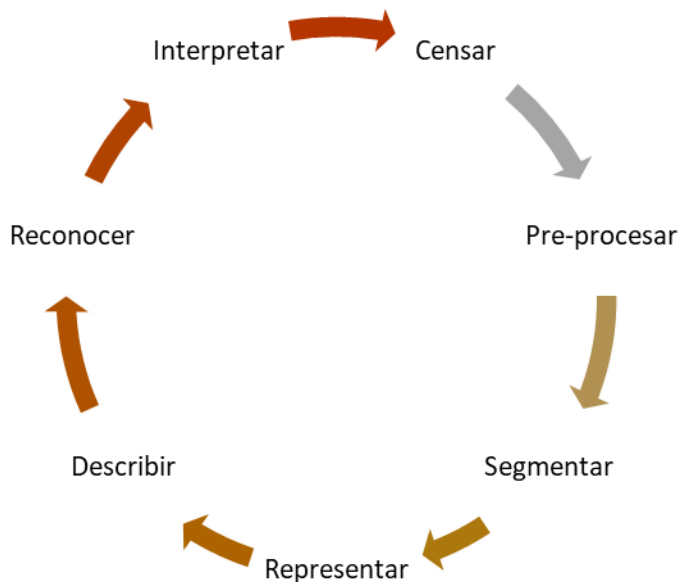 Interpretar
Censar
Reconocer
Pre-procesar
Describir
Segmentar
Representar